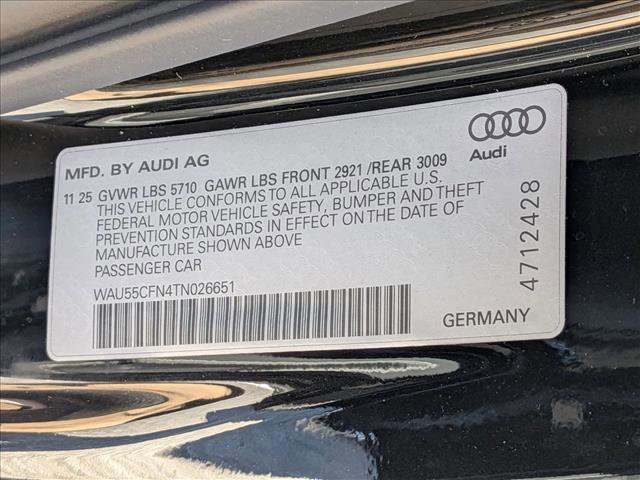 MFD. BY AUDI AG
Audi
11 25 GVWR LBS 5710 GAWR LBS FRONT 2921 /REAR 3009
THIS VEHICLE CONFORMS TO ALL APPLICABLE U.S.
FEDERAL MOTOR VEHICLE SAFETY, BUMPER AND THEFT
PREVENTION STANDARDS IN EFFECT ON THE DATE OF
MANUFACTURE SHOWN ABOVE
PASSENGER CAR
WAU55CFN4TN026651
GERMANY
4712428